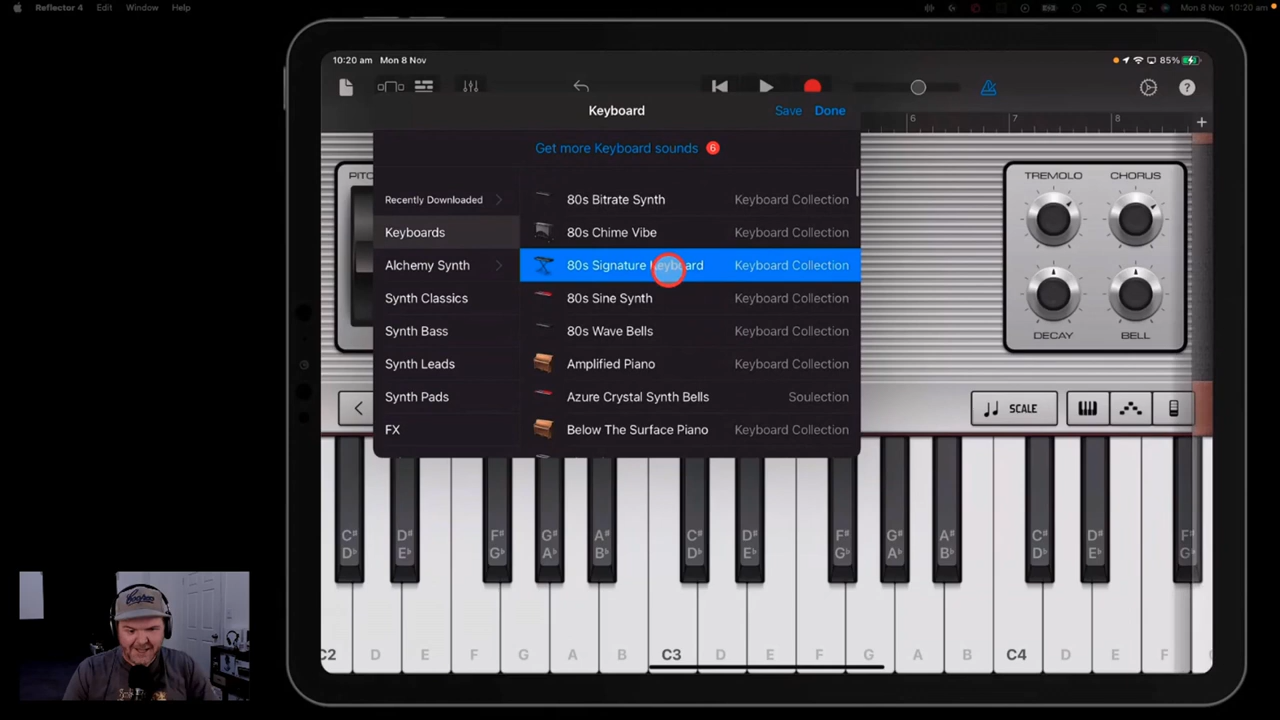 Reflector 4 Edit Window Help Mon 8 Nov 10:20 am
10:20 am Mon 8 Nov 85%
Keyboard Save Done
6 7 8
Get more Keyboard sounds 6
PITC
TREMOLO CHORUS
Recently Downloaded
80s Bitrate Synth Keyboard Collection
Keyboards
80s Chime Vibe Keyboard Collection
Alchemy Synth
80s Signature Keyboard Keyboard Collection
Synth Classics
80s Sine Synth Keyboard Collection
Synth Bass
80s Wave Bells Keyboard Collection
DECAY BELL
Synth Leads
Amplified Piano Keyboard Collection
Synth Pads
Azure Crystal Synth Bells Soulection
SCALE
FX
Below The Surface Piano Keyboard Collection
C# D# F# G# A# C# D# F# G# A# C# D# F#
D♭ E♭ G♭ A♭ B♭ D♭ E♭ G♭ A♭ B♭ D♭ E♭ G♭
C2 D E F G A B C3 D E F G A B C4 D E F